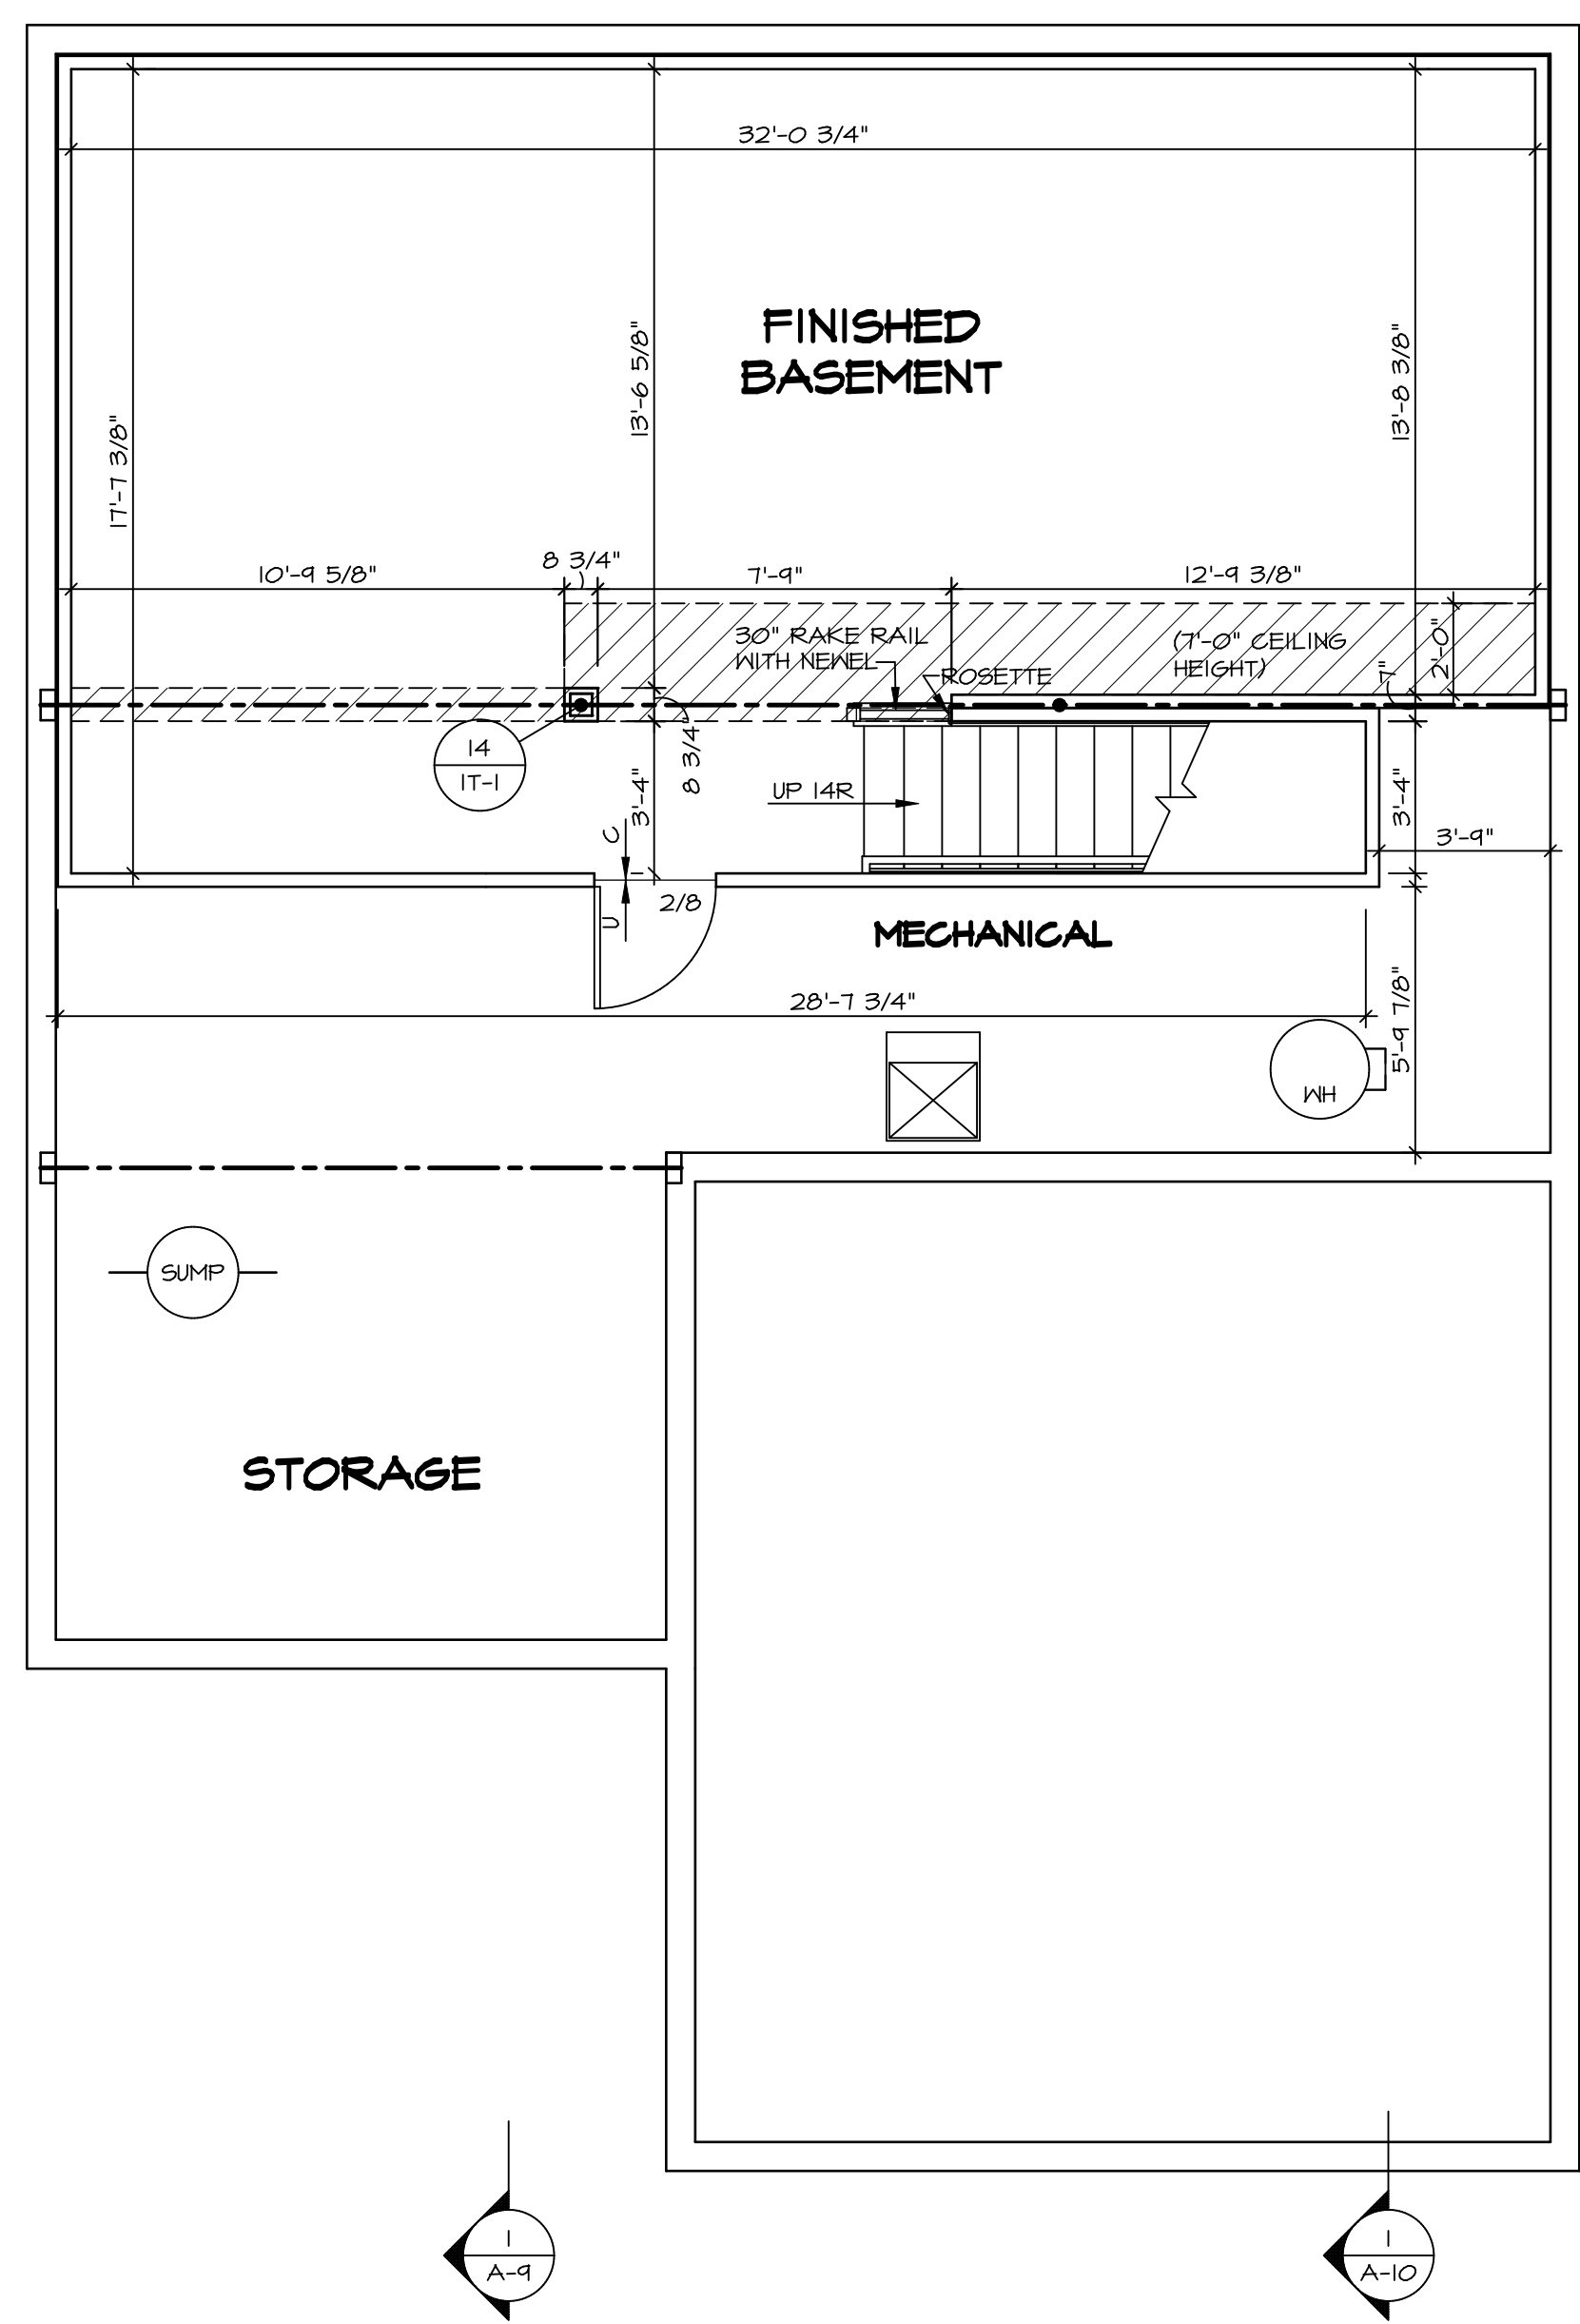 32'-0 3/4"
FINISHED
BASEMENT
17'-7 3/8"
13'-6 5/8"
13'-8 3/8"
10'-9 5/8"
8 3/4"
7'-9"
12'-9 3/8"
30" RAKE RAIL
WITH NEWEL
ROSETTE
(7'-0" CEILING
HEIGHT)
7"
2'-0"
14
1T-1
8 3/4"
3'-4"
UP 14R
3'-4"
3'-9"
C
U
2/8
MECHANICAL
28'-7 3/4"
5'-9 7/8"
WH
SUMP
STORAGE
1
A-9
1
A-10